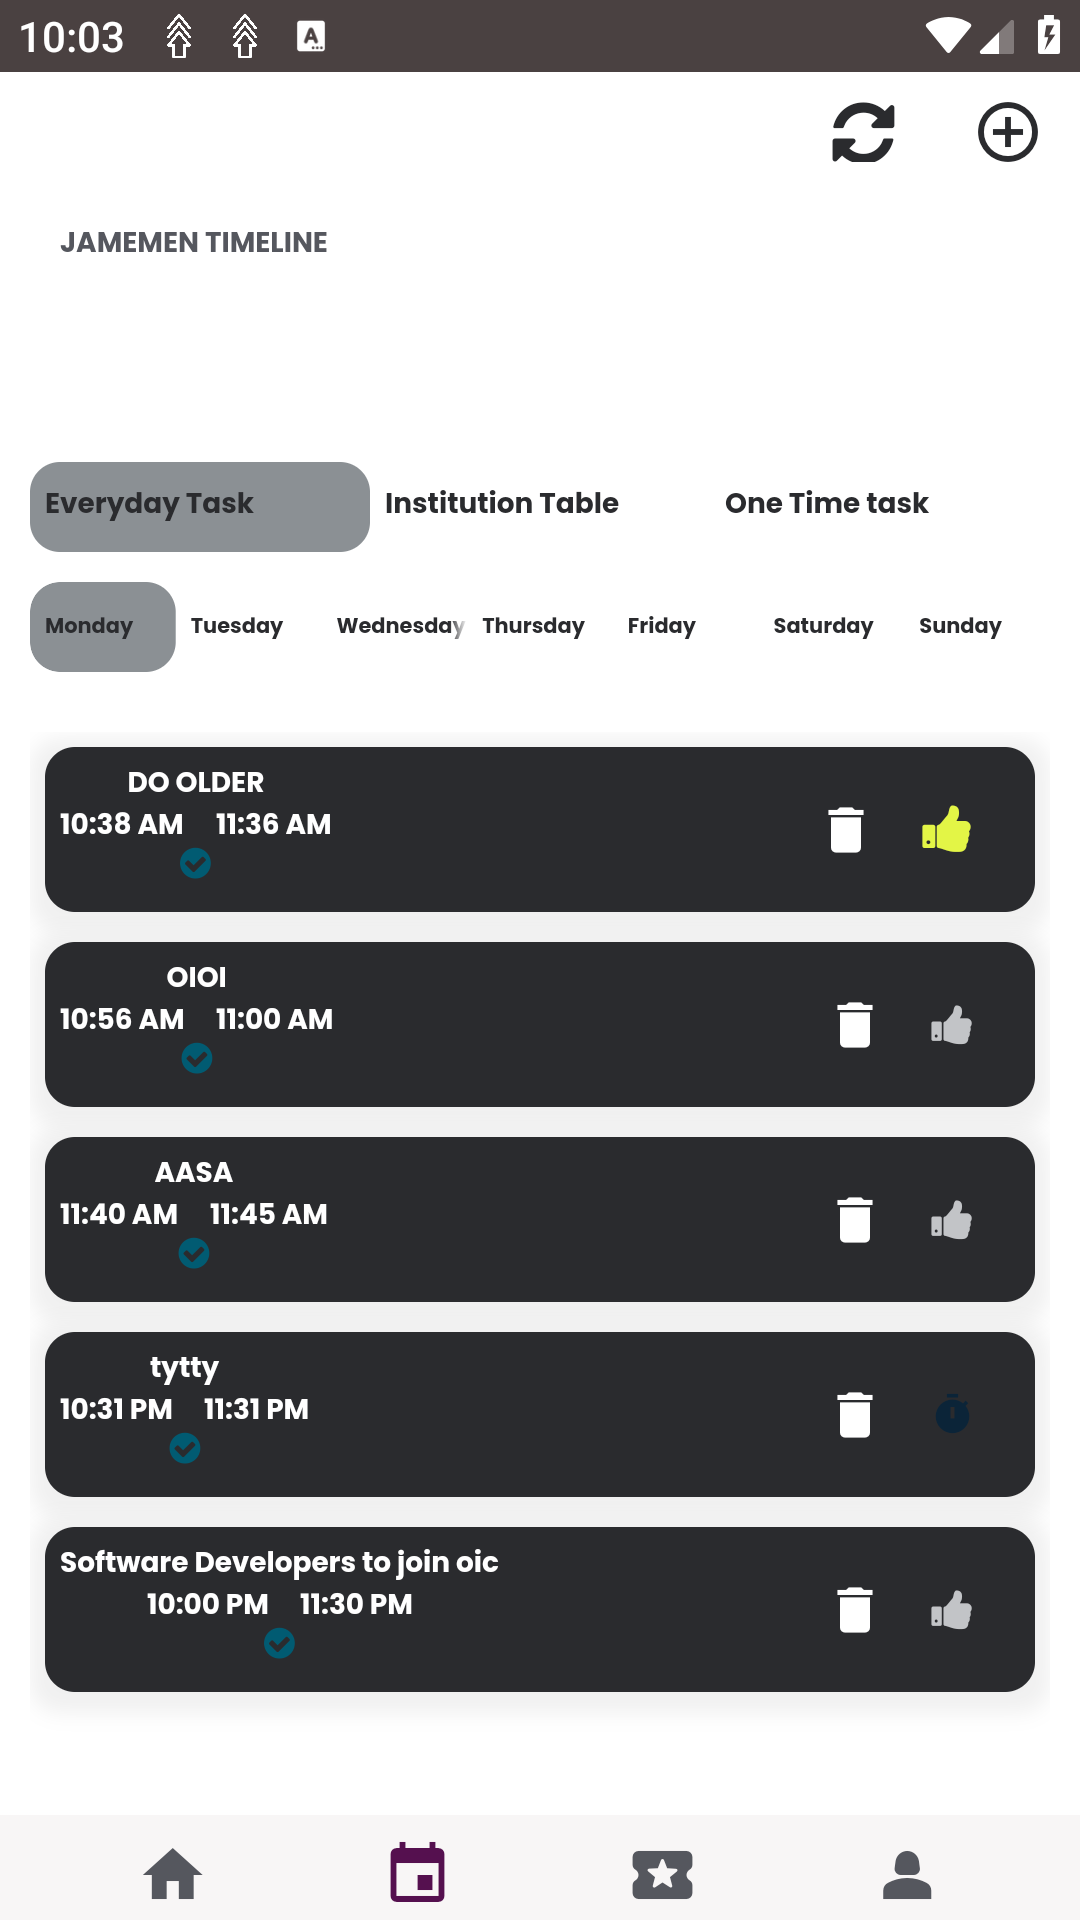 10:03
JAMEMEN TIMELINE
Everyday Task Institution Table One Time task
Monday Tuesday Wednesday Thursday Friday Saturday Sunday
DO OLDER
10:38 AM 11:36 AM
OIOI
10:56 AM 11:00 AM
AASA
11:40 AM 11:45 AM
tytty
10:31 PM 11:31 PM
Software Developers to join oic
10:00 PM 11:30 PM